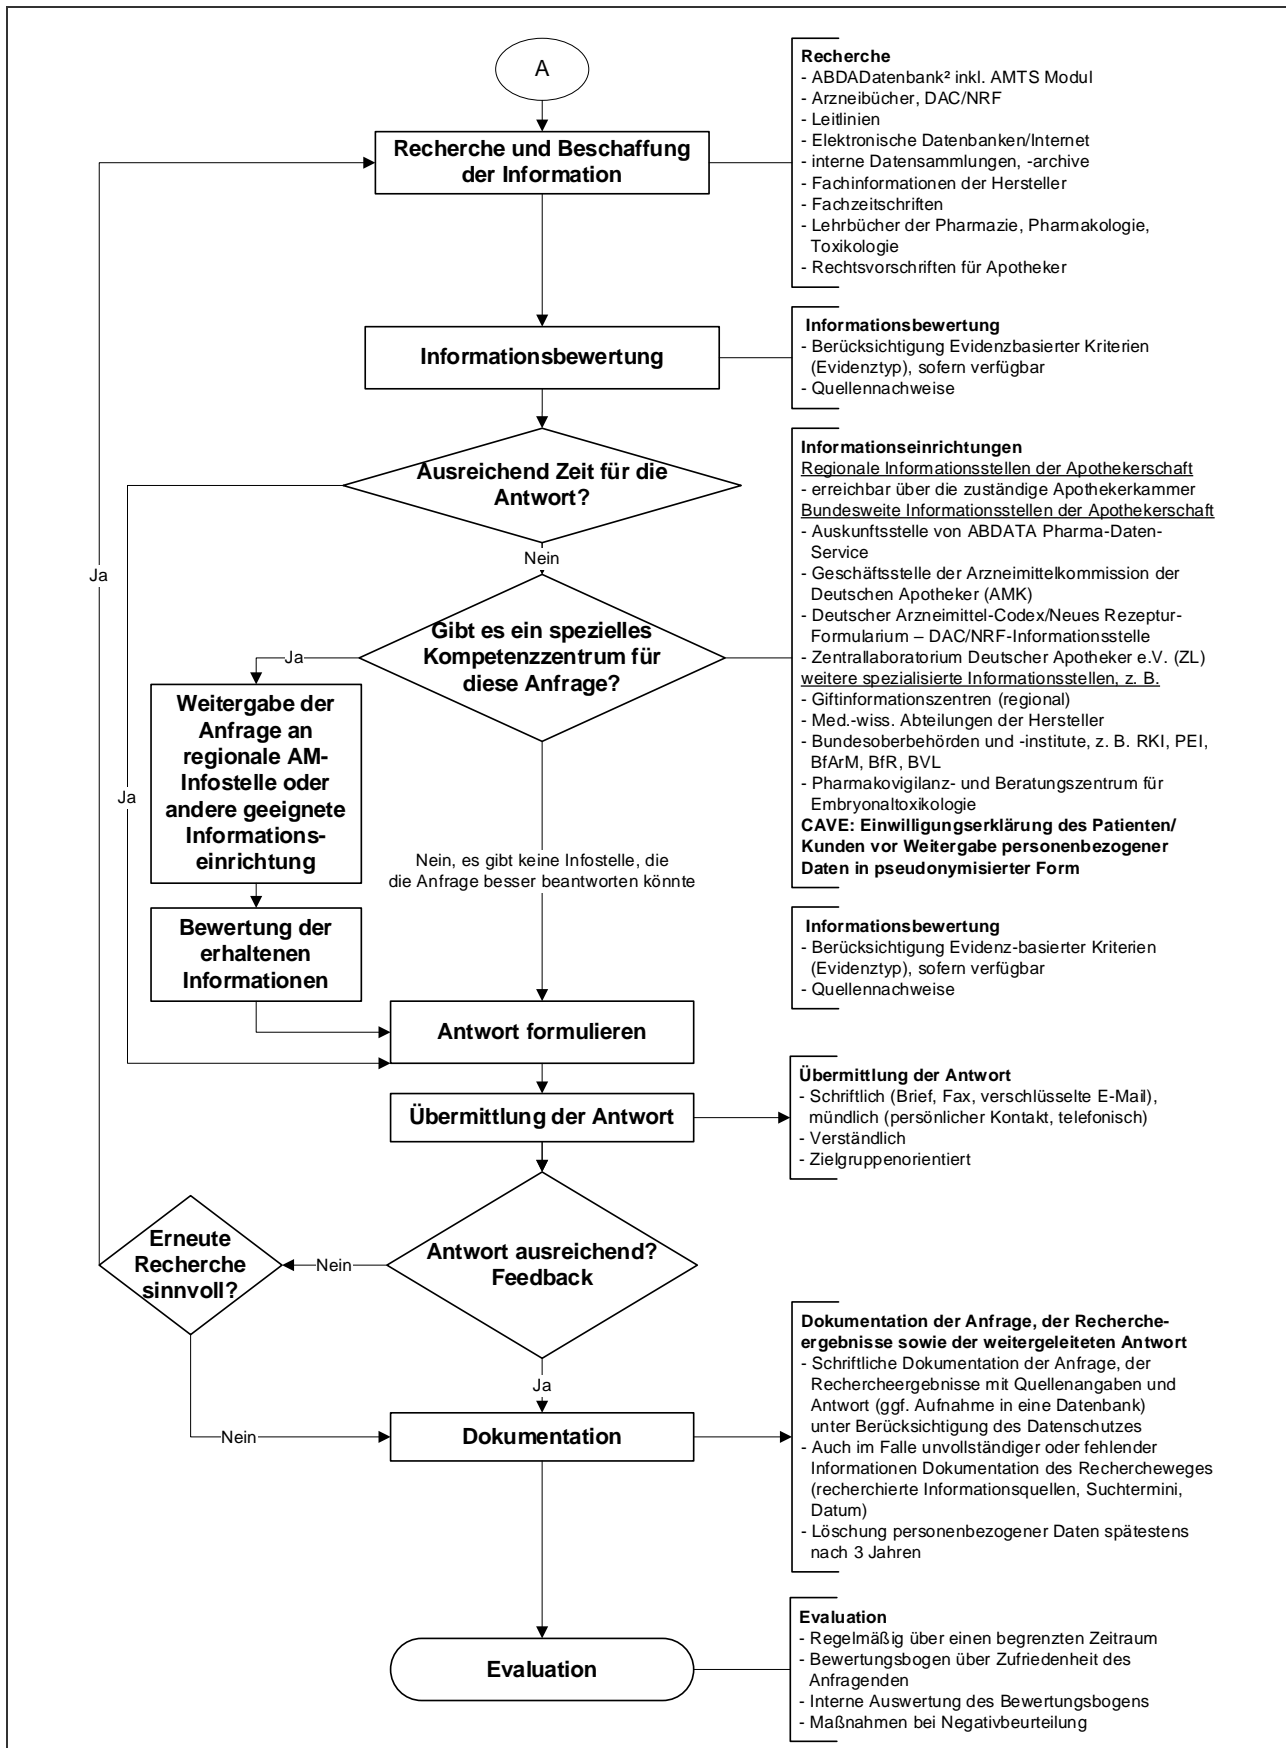 A
Recherche und Beschaffung
der Information
Recherche
- ABDADatenbank² inkl. AMTS Modul
- Arzneibücher, DAC/NRF
- Leitlinien
- Elektronische Datenbanken/Internet
- interne Datensammlungen, -archive
- Fachinformationen der Hersteller
- Fachzeitschriften
- Lehrbücher der Pharmazie, Pharmakologie,
Toxikologie
- Rechtsvorschriften für Apotheker
Informationsbewertung
Informationsbewertung
- Berücksichtigung Evidenzbasierter Kriterien
(Evidenztyp), sofern verfügbar
- Quellennachweise
Ausreichend Zeit für die
Antwort?
Nein
Ja
Ja
Gibt es ein spezielles
Kompetenzzentrum für
diese Anfrage?
Ja
Informationseinrichtungen
Regionale Informationsstellen der Apothekerschaft
- erreichbar über die zuständige Apothekerkammer
Bundesweite Informationsstellen der Apothekerschaft
- Auskunftsstelle von ABDATA Pharma-Daten-
Service
- Geschäftsstelle der Arzneimittelkommission der
Deutschen Apotheker (AMK)
- Deutscher Arzneimittel-Codex/Neues Rezeptur-
Formularium – DAC/NRF-Informationsstelle
- Zentrallaboratorium Deutscher Apotheker e.V. (ZL)
weitere spezialisierte Informationsstellen, z. B.
- Giftinformationszentren (regional)
- Med.-wiss. Abteilungen der Hersteller
- Bundesoberbehörden und -institute, z. B. RKI, PEI,
BfArM, BfR, BVL
- Pharmakovigilanz- und Beratungszentrum für
Embryonaltoxikologie
CAVE: Einwilligungserklärung des Patienten/
Kunden vor Weitergabe personenbezogener
Daten in pseudonymisierter Form
Weitergabe der
Anfrage an
regionale AM-
Infostelle oder
andere geeignete
Informations-
einrichtung
Nein, es gibt keine Infostelle, die
die Anfrage besser beantworten könnte
Bewertung der
erhaltenen
Informationen
Informationsbewertung
- Berücksichtigung Evidenz-basierter Kriterien
(Evidenztyp), sofern verfügbar
- Quellennachweise
Antwort formulieren
Übermittlung der Antwort
Übermittlung der Antwort
- Schriftlich (Brief, Fax, verschlüsselte E-Mail),
mündlich (persönlicher Kontakt, telefonisch)
- Verständlich
- Zielgruppenorientiert
Antwort ausreichend?
Feedback
Nein
Erneute
Recherche
sinnvoll?
Ja
Nein
Dokumentation
Dokumentation der Anfrage, der Recherche-
ergebnisse sowie der weitergeleiteten Antwort
- Schriftliche Dokumentation der Anfrage, der
Rechercheergebnisse mit Quellenangaben und
Antwort (ggf. Aufnahme in eine Datenbank)
unter Berücksichtigung des Datenschutzes
- Auch im Falle unvollständiger oder fehlender
Informationen Dokumentation des Rechercheweges
(recherchierte Informationsquellen, Suchtermini,
Datum)
- Löschung personenbezogener Daten spätestens
nach 3 Jahren
Evaluation
Evaluation
- Regelmäßig über einen begrenzten Zeitraum
- Bewertungsbogen über Zufriedenheit des
Anfragenden
- Interne Auswertung des Bewertungsbogens
- Maßnahmen bei Negativbeurteilung